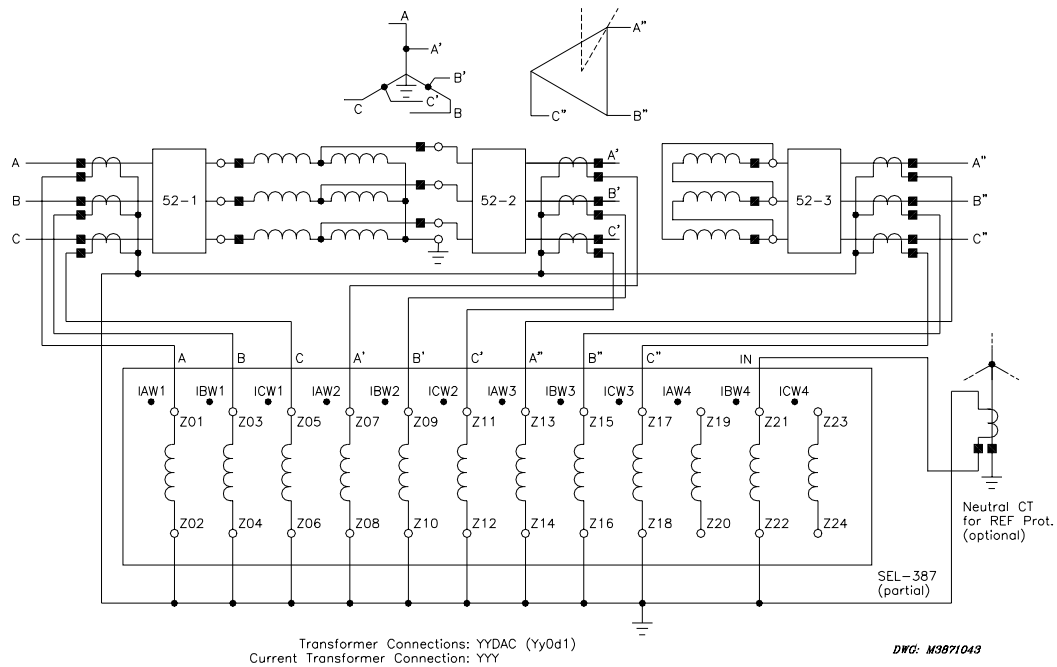 A
A'
B'
C'
C
B
A"
C"
B"
A
B
C
52-1
52-2
52-3
A'
B'
C'
A"
B"
C"
A
B
C
A'
B'
C'
A"
B"
C"
IN
IAW1
IBW1
ICW1
IAW2
IBW2
ICW2
IAW3
IBW3
ICW3
IAW4
IBW4
ICW4
Z01
Z03
Z05
Z07
Z09
Z11
Z13
Z15
Z17
Z19
Z21
Z23
Z02
Z04
Z06
Z08
Z10
Z12
Z14
Z16
Z18
Z20
Z22
Z24
Neutral CT
for REF Prot.
(optional)
SEL-387
(partial)
Transformer Connections: YYDAC (Yy0d1)
Current Transformer Connection: YYY
DWG: M3871043